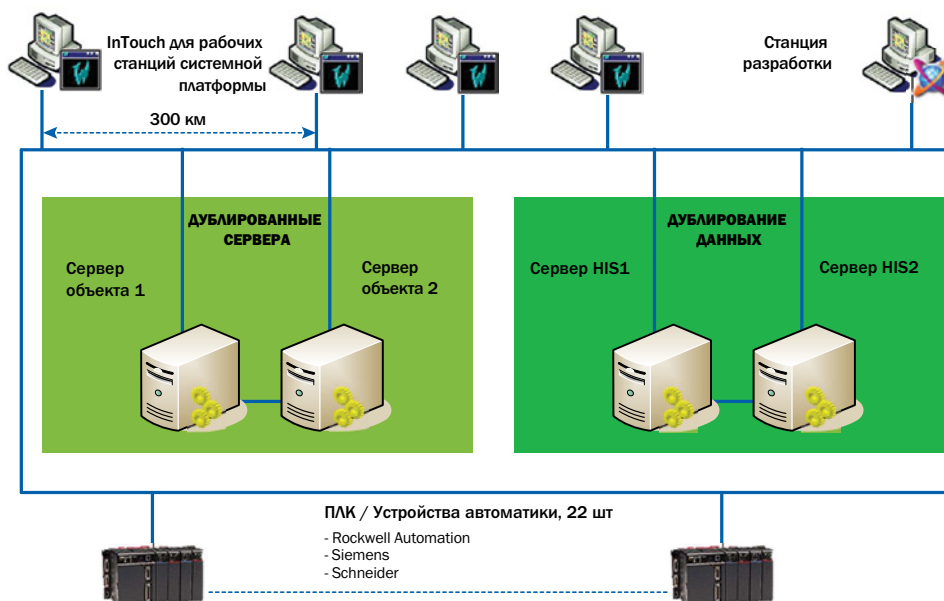 InTouch для рабочих
станций системной
платформы
Станция
разработки
300 км
ДУБЛИРОВАННЫЕ
СЕРВЕРА
ДУБЛИРОВАНИЕ
ДАННЫХ
Сервер
объекта 1
Сервер
объекта 2
Сервер HIS1
Сервер HIS2
ПЛК / Устройства автоматики, 22 шт
- Rockwell Automation
- Siemens
- Schneider